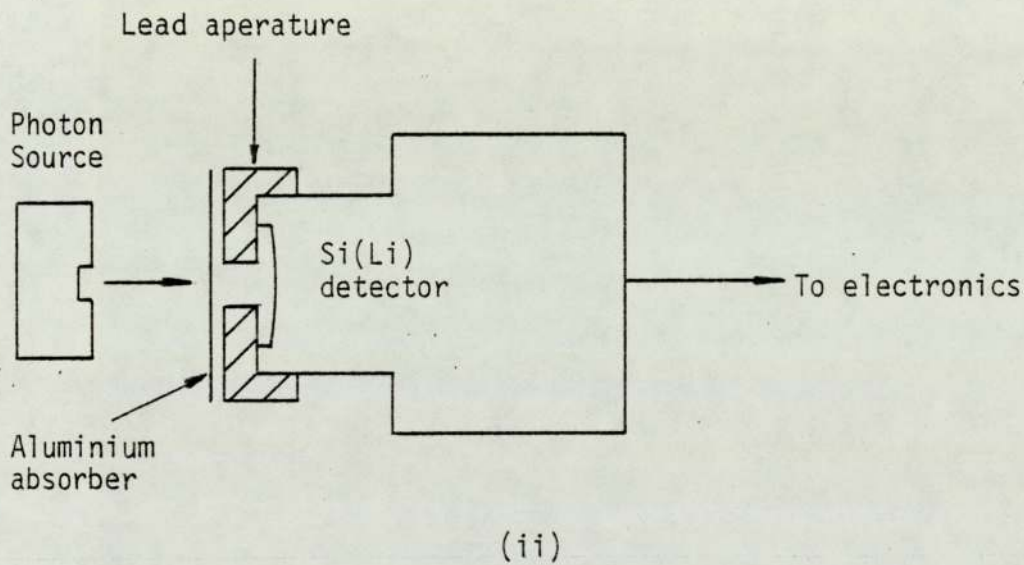 Lead aperature
Photon
Source
Si(Li)
detector
To electronics
Aluminium
absorber
(ii)